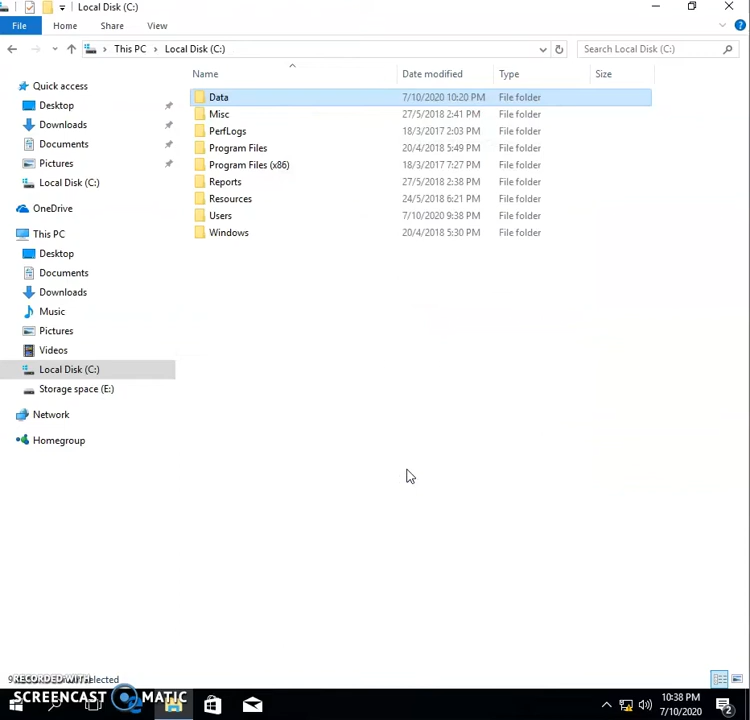 Local Disk (C:)
File Home Share View
This PC Local Disk (C:) Search Local Disk (C:)
Name Date modified Type Size
Quick access
Desktop
Downloads
Documents
Pictures
Local Disk (C:)
OneDrive
This PC
Desktop
Documents
Downloads
Music
Pictures
Videos
Local Disk (C:)
Storage space (E:)
Network
Homegroup
Data 7/10/2020 10:20 PM File folder
Misc 27/5/2018 2:41 PM File folder
PerfLogs 18/3/2017 2:03 PM File folder
Program Files 20/4/2018 5:49 PM File folder
Program Files (x86) 18/3/2017 7:27 PM File folder
Reports 27/5/2018 2:38 PM File folder
Resources 24/5/2018 6:21 PM File folder
Users 7/10/2020 9:38 PM File folder
Windows 20/4/2018 5:30 PM File folder
RECORDED WITH
SCREENCAST MATIC
10:38 PM
7/10/2020
2